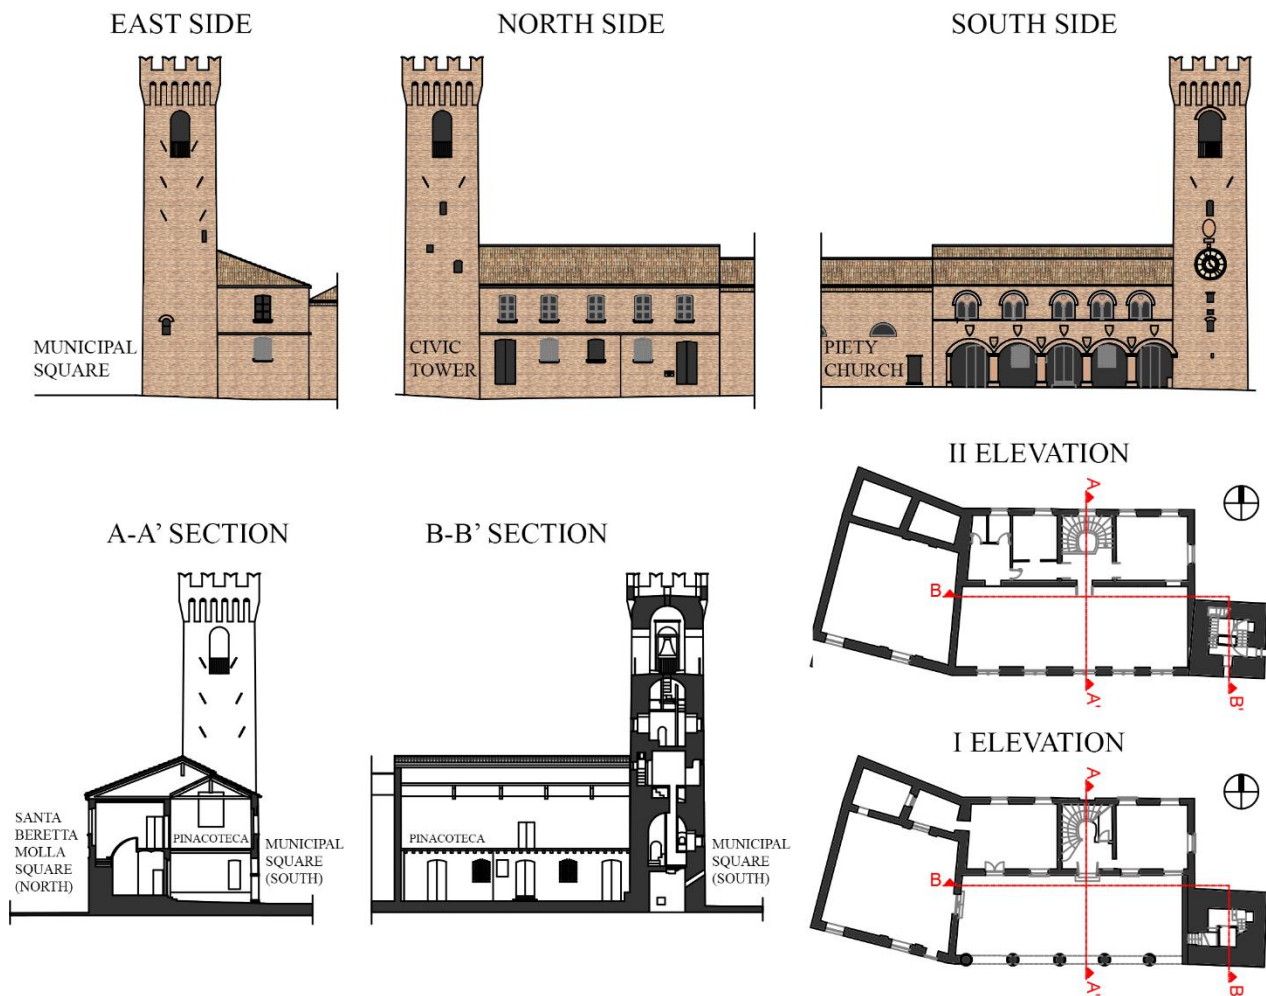 EAST SIDE
NORTH SIDE
SOUTH SIDE
MUNICIPAL
SQUARE
CIVIC
TOWER
PIETY
CHURCH
II ELEVATION
A
B
A'
B'
A-A' SECTION
B-B' SECTION
SANTA
BERETTA
MOLLA
SQUARE
(NORTH)
PINACOTECA
MUNICIPAL
SQUARE
(SOUTH)
PINACOTECA
MUNICIPAL
SQUARE
(SOUTH)
I ELEVATION
A
B
A'
B